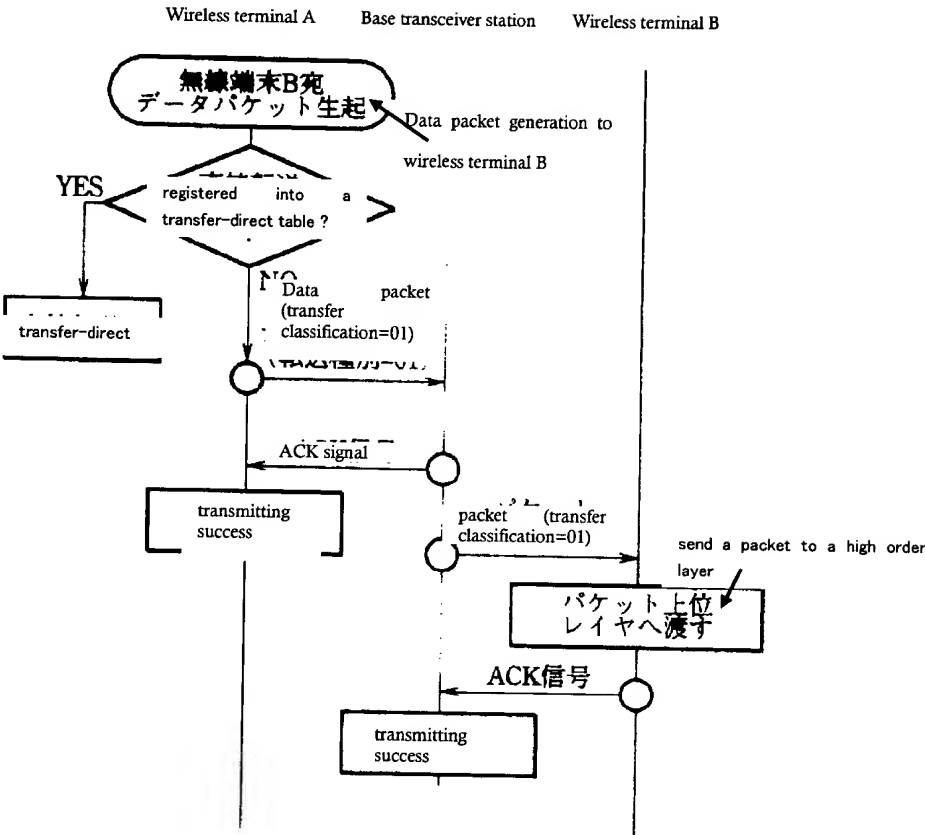 Wireless terminal A
Base transceiver station
Wireless terminal B
無線端末B宛
データパケット生起
Data packet generation to
wireless terminal B
YES
registered into a
transfer-direct table ?
Data packet
(transfer
classification=01)
transfer-direct
ACK signal
transmitting
success
packet (transfer
classification=01)
send a packet to a high order
layer
パケット上位
レイヤへ渡す
ACK信号
transmitting
success